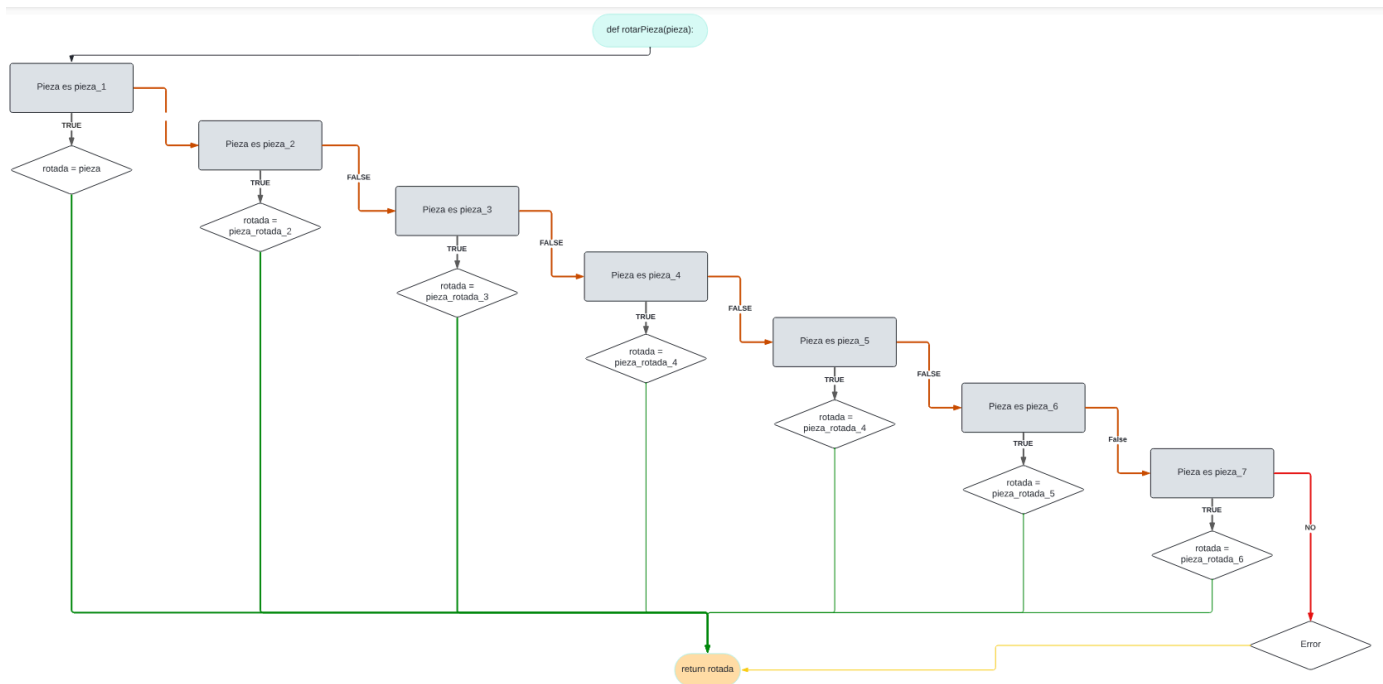 def rotarPieza(pieza):
Pieza es pieza_1
TRUE
rotada = pieza
Pieza es pieza_2
TRUE
rotada =
pieza_rotada_2
FALSE
Pieza es pieza_3
TRUE
rotada =
pieza_rotada_3
FALSE
Pieza es pieza_4
TRUE
rotada =
pieza_rotada_4
FALSE
Pieza es pieza_5
TRUE
rotada =
pieza_rotada_4
FALSE
Pieza es pieza_6
TRUE
rotada =
pieza_rotada_5
False
Pieza es pieza_7
TRUE
rotada =
pieza_rotada_6
NO
Error
return rotada